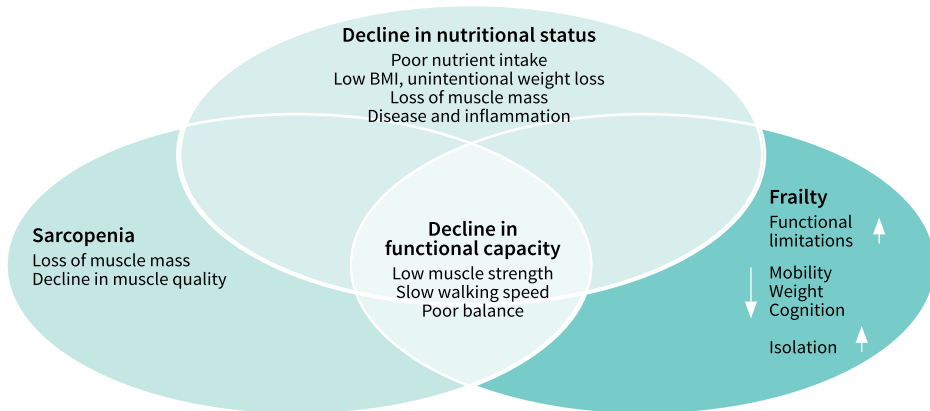 Decline in nutritional status
Poor nutrient intake
Low BMI, unintentional weight loss
Loss of muscle mass
Disease and inflammation
Sarcopenia
Loss of muscle mass
Decline in muscle quality
Decline in
functional capacity
Low muscle strength
Slow walking speed
Poor balance
Frailty
Functional
limitations
Mobility
Weight
Cognition
Isolation